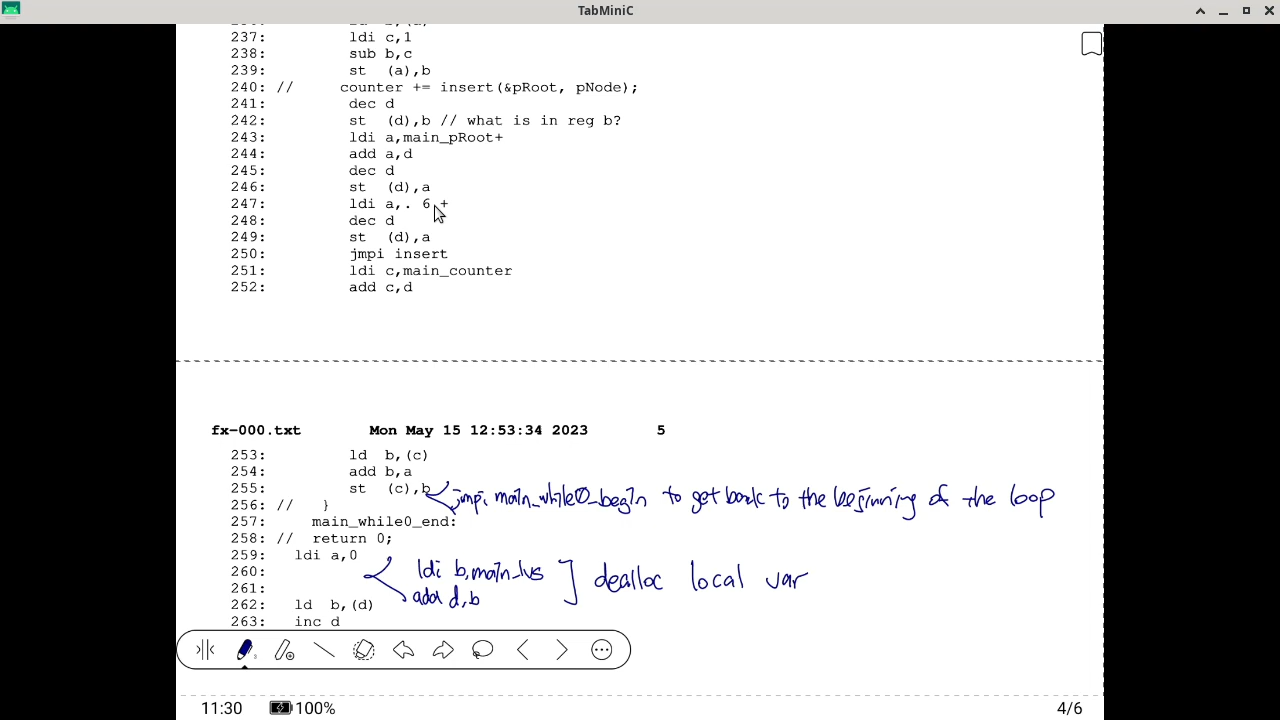 TabMiniC
237: ldi c,1
238: sub b,c
239: st (a),b
240: // counter += insert(&pRoot, pNode);
241: dec d
242: st (d),b // what is in reg b?
243: ldi a,main_pRoot+
244: add a,d
245: dec d
246: st (d),a
247: ldi a,. 6 +
248: dec d
249: st (d),a
250: jmpi insert
251: ldi c,main_counter
252: add c,d
fx-000.txt Mon May 15 12:53:34 2023 5
253: ld b,(c)
254: add b,a
255: st (c),b
jmpi main_while0_begin to get back to the beginning of the loop
256: // }
257: main_while0_end:
258: // return 0;
259: ldi a,0
260:
ldi b,main_lvs ] dealloc local var
261:
add d,b
262: ld b,(d)
263: inc d
11:30 100% 4/6